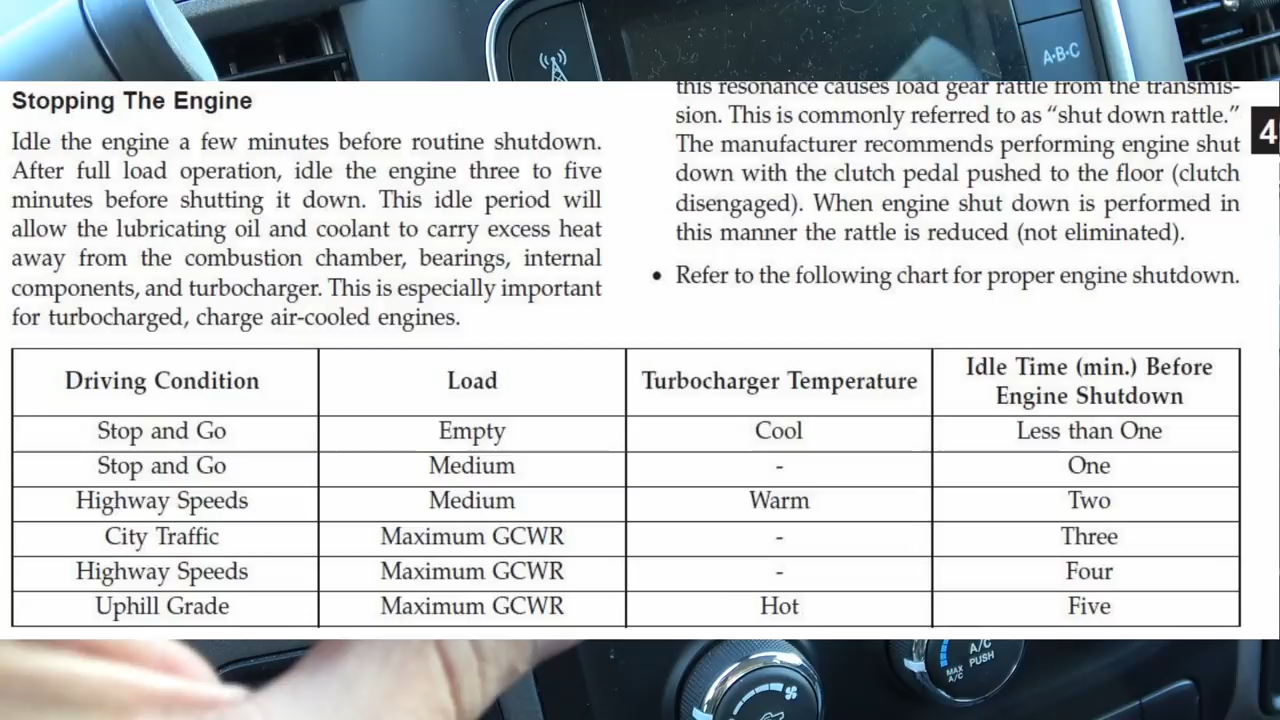 A·B·C
Stopping The Engine
Idle the engine a few minutes before routine shutdown.
After full load operation, idle the engine three to five
minutes before shutting it down. This idle period will
allow the lubricating oil and coolant to carry excess heat
away from the combustion chamber, bearings, internal
components, and turbocharger. This is especially important
for turbocharged, charge air-cooled engines.
this resonance causes load gear rattle from the transmis-
sion. This is commonly referred to as “shut down rattle.”
The manufacturer recommends performing engine shut
down with the clutch pedal pushed to the floor (clutch
disengaged). When engine shut down is performed in
this manner the rattle is reduced (not eliminated).
• Refer to the following chart for proper engine shutdown.
4
Driving Condition Load Turbocharger Temperature Idle Time (min.) Before Engine Shutdown
Stop and Go Empty Cool Less than One
Stop and Go Medium - One
Highway Speeds Medium Warm Two
City Traffic Maximum GCWR - Three
Highway Speeds Maximum GCWR - Four
Uphill Grade Maximum GCWR Hot Five
A/C
PUSH
MAX
A/C